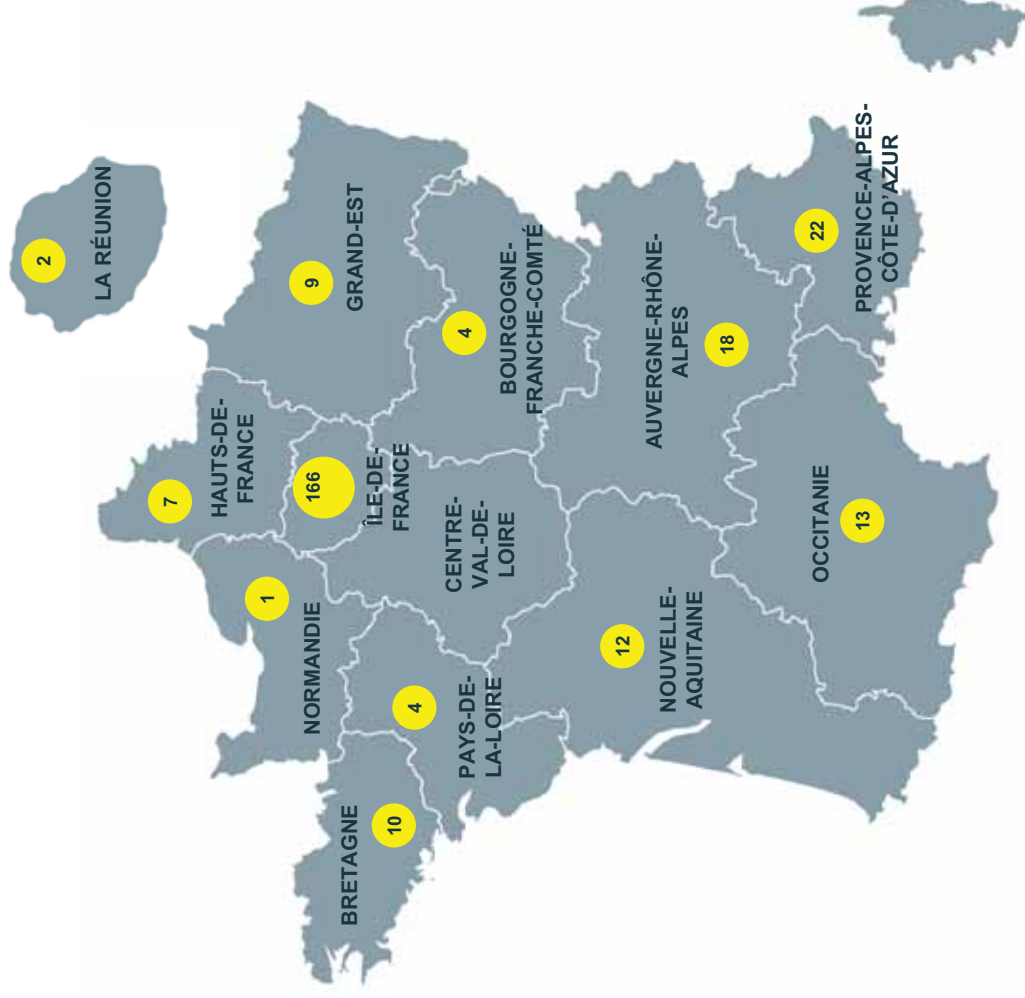 2
LA RÉUNION
7
HAUTS-DE-
FRANCE
1
NORMANDIE
166
ÎLE-DE-
FRANCE
9
GRAND-EST
10
BRETAGNE
4
PAYS-DE-
LA-LOIRE
CENTRE-
VAL-DE-
LOIRE
4
BOURGOGNE-
FRANCHE-COMTÉ
12
NOUVELLE-
AQUITAINE
AUVERGNE-RHÔNE-
ALPES
18
OCCITANIE
13
22
PROVENCE-ALPES-
CÔTE-D'AZUR